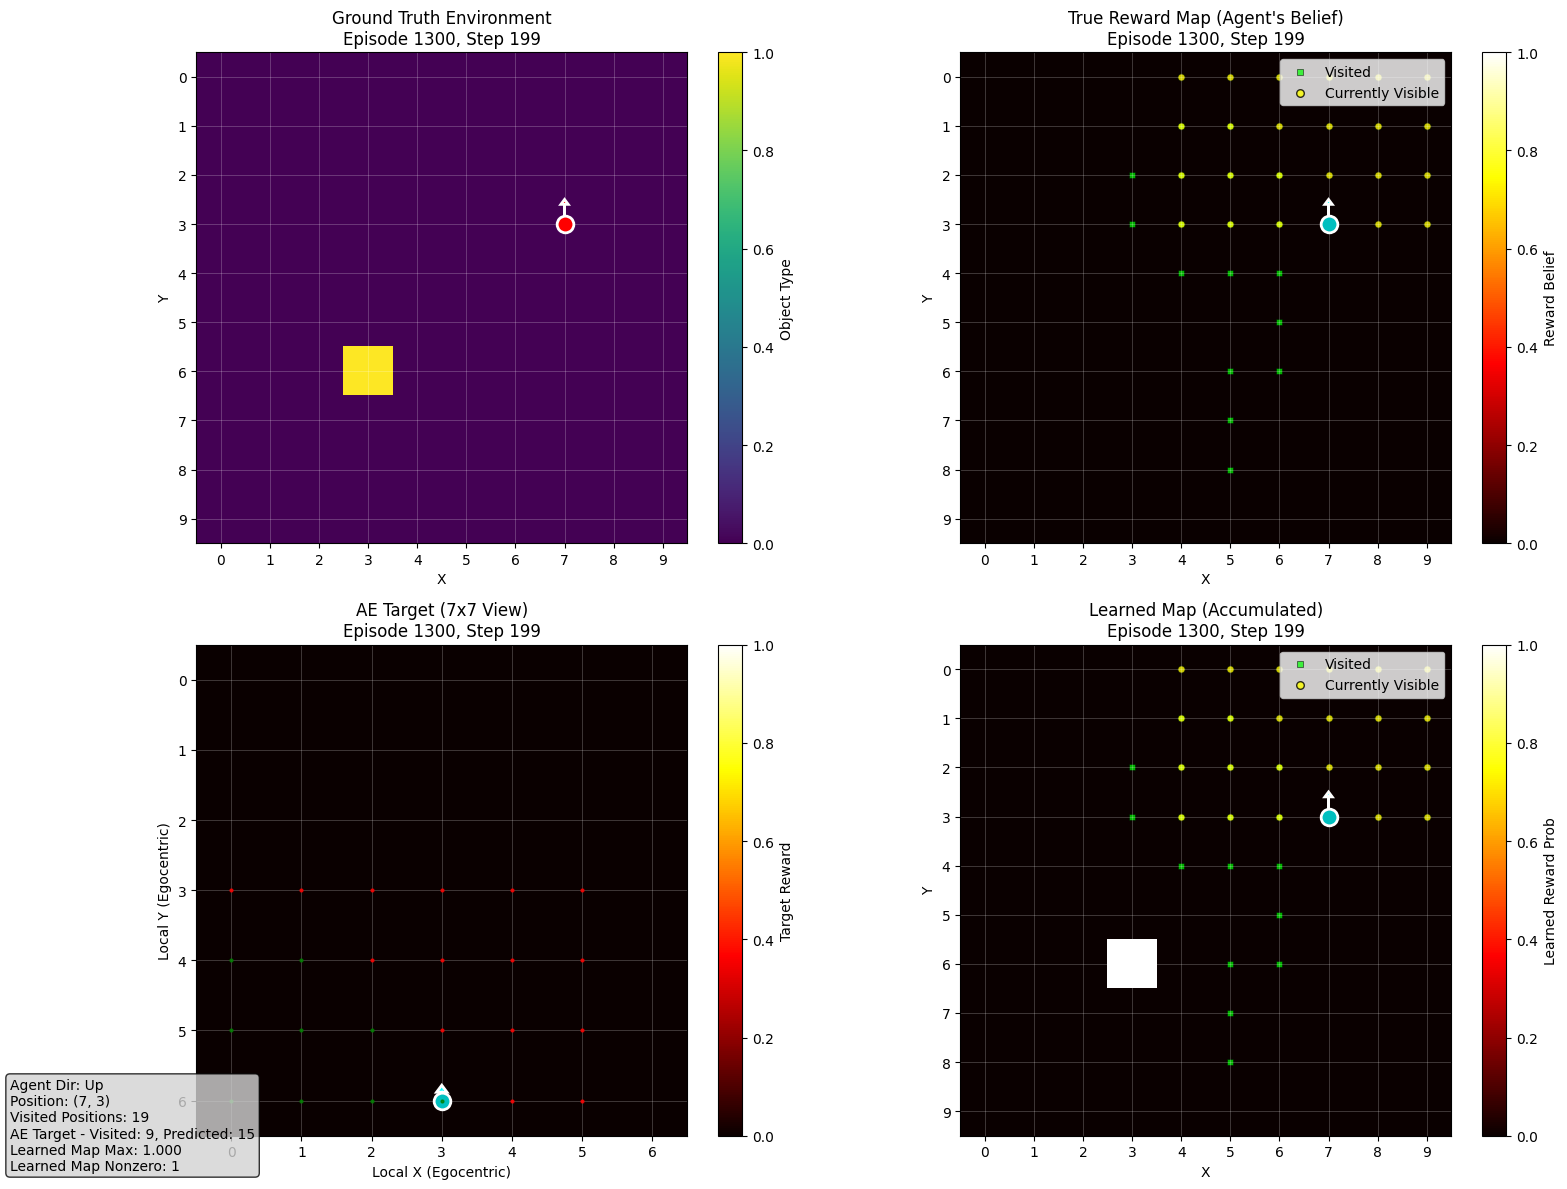 Ground Truth Environment
Episode 1300, Step 199
0
1
2
3
4
5
6
7
8
9
Y
0 1 2 3 4 5 6 7 8 9
X
1.0
0.8
0.6
0.4
0.2
0.0
Object Type
True Reward Map (Agent's Belief)
Episode 1300, Step 199
Visited
Currently Visible
0
1
2
3
4
5
6
7
8
9
Y
0 1 2 3 4 5 6 7 8 9
X
1.0
0.8
0.6
0.4
0.2
0.0
Reward Belief
AE Target (7x7 View)
Episode 1300, Step 199
0
1
2
3
4
5
6
Local Y (Egocentric)
0 1 2 3 4 5 6
Local X (Egocentric)
1.0
0.8
0.6
0.4
0.2
0.0
Target Reward
Agent Dir: Up
Position: (7, 3)
Visited Positions: 19
AE Target - Visited: 9, Predicted: 15
Learned Map Max: 1.000
Learned Map Nonzero: 1
Learned Map (Accumulated)
Episode 1300, Step 199
Visited
Currently Visible
0
1
2
3
4
5
6
7
8
9
Y
0 1 2 3 4 5 6 7 8 9
X
1.0
0.8
0.6
0.4
0.2
0.0
Learned Reward Prob